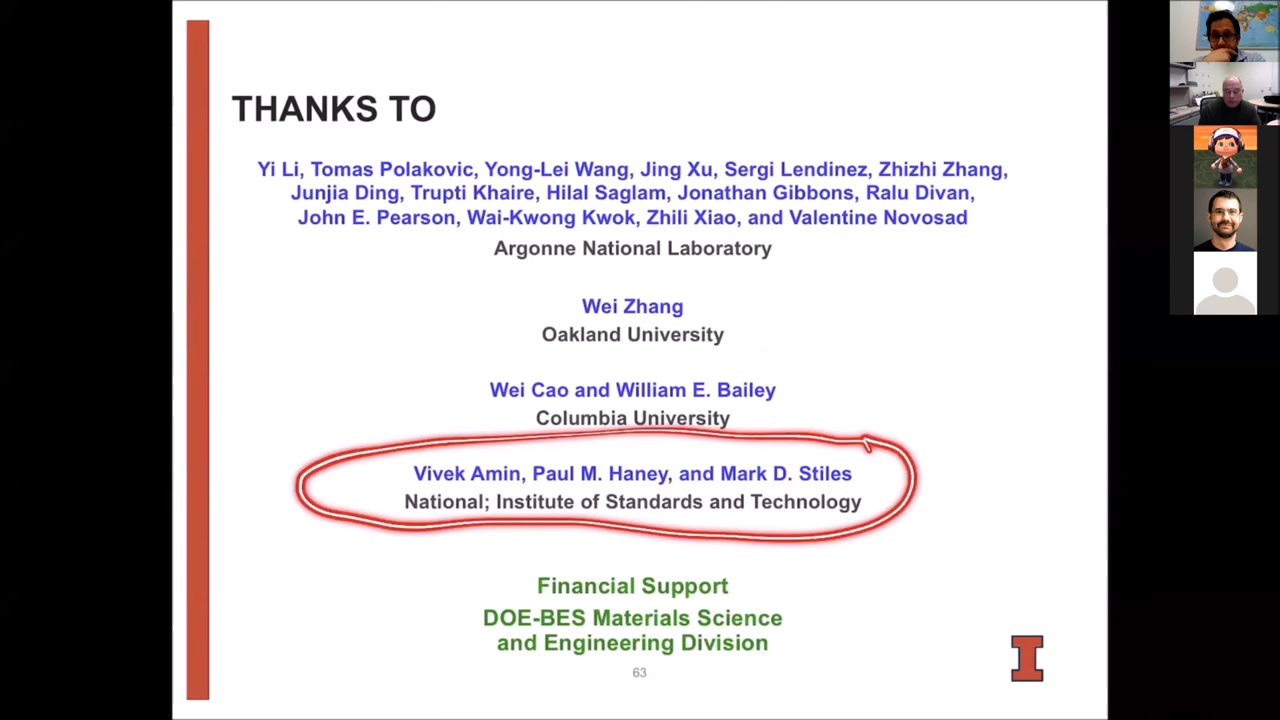 THANKS TO
Yi Li, Tomas Polakovic, Yong-Lei Wang, Jing Xu, Sergi Lendinez, Zhizhi Zhang,
Junjia Ding, Trupti Khaire, Hilal Saglam, Jonathan Gibbons, Ralu Divan,
John E. Pearson, Wai-Kwong Kwok, Zhili Xiao, and Valentine Novosad
Argonne National Laboratory
Wei Zhang
Oakland University
Wei Cao and William E. Bailey
Columbia University
Vivek Amin, Paul M. Haney, and Mark D. Stiles
National; Institute of Standards and Technology
Financial Support
DOE-BES Materials Science
and Engineering Division
63
I